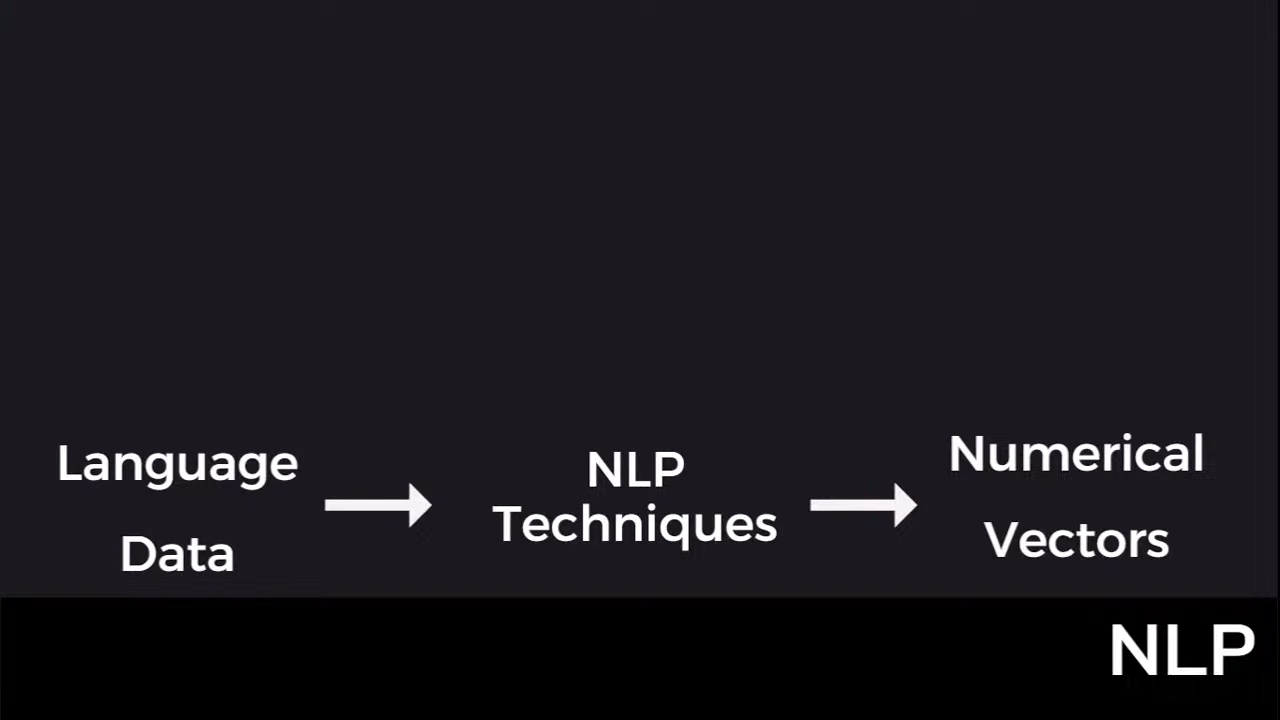 Language
Data
NLP
Techniques
Numerical
Vectors
NLP